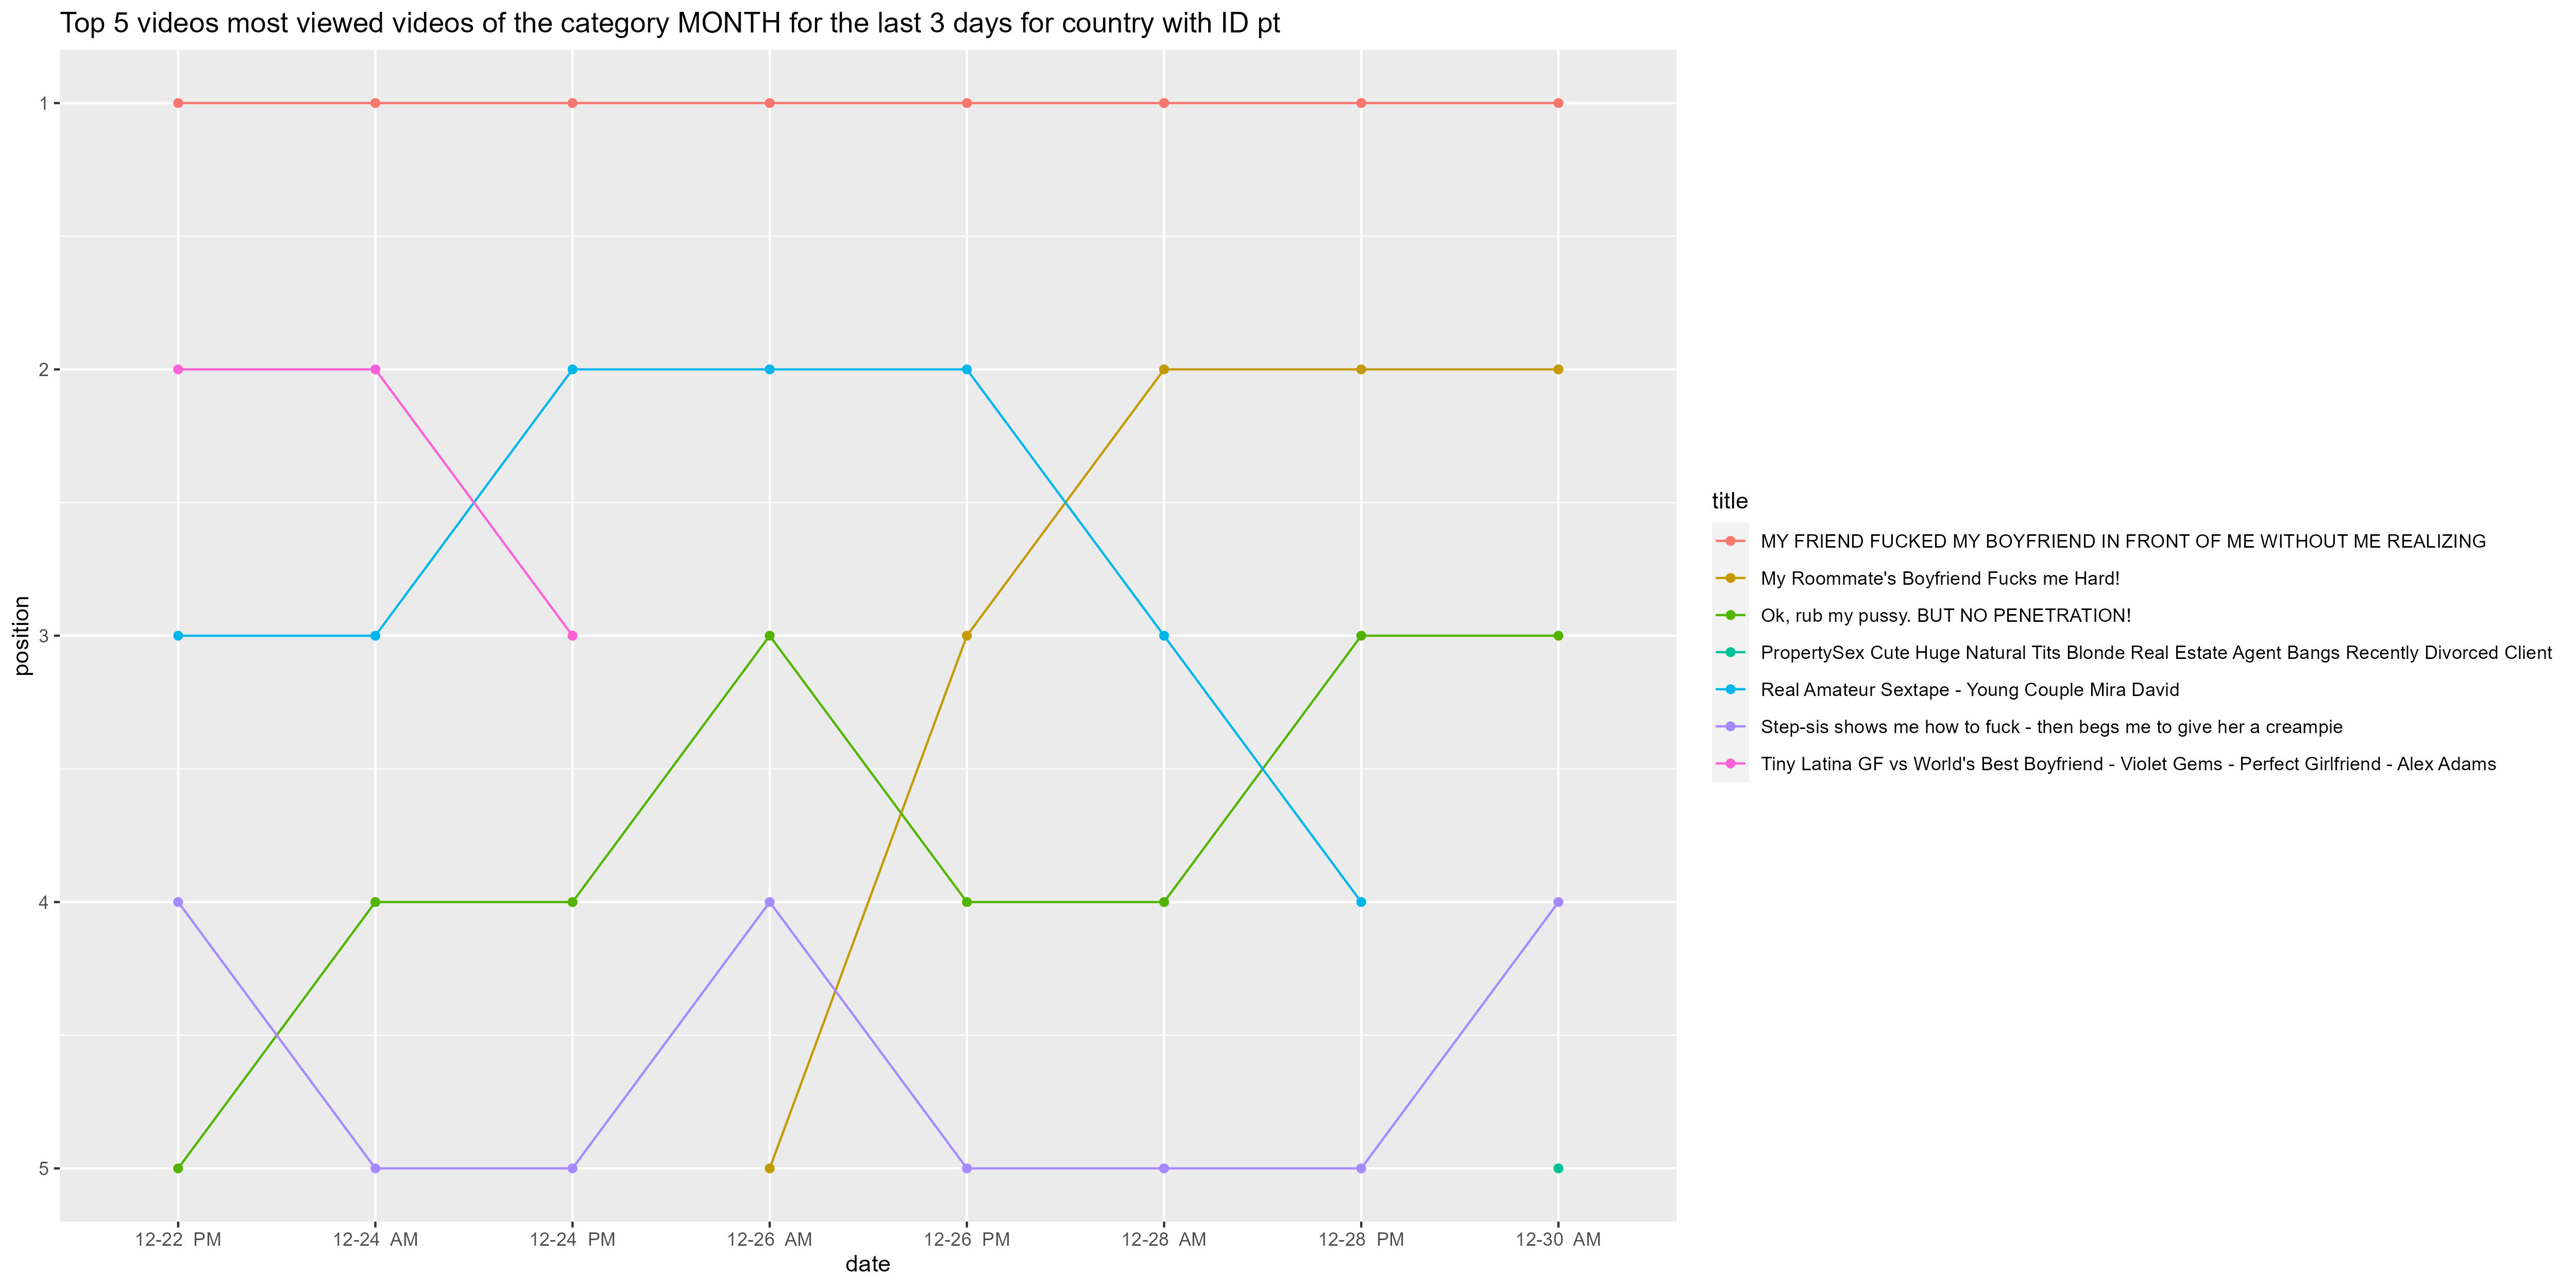 Top 5 videos most viewed videos of the category MONTH for the last 3 days for country with ID pt
position
1
2
3
4
5
12-22 PM
12-24 AM
12-24 PM
12-26 AM
12-26 PM
12-28 AM
12-28 PM
12-30 AM
date
title
MY FRIEND FUCKED MY BOYFRIEND IN FRONT OF ME WITHOUT ME REALIZING
My Roommate's Boyfriend Fucks me Hard!
Ok, rub my pussy. BUT NO PENETRATION!
PropertySex Cute Huge Natural Tits Blonde Real Estate Agent Bangs Recently Divorced Client
Real Amateur Sextape - Young Couple Mira David
Step-sis shows me how to fuck - then begs me to give her a creampie
Tiny Latina GF vs World's Best Boyfriend - Violet Gems - Perfect Girlfriend - Alex Adams